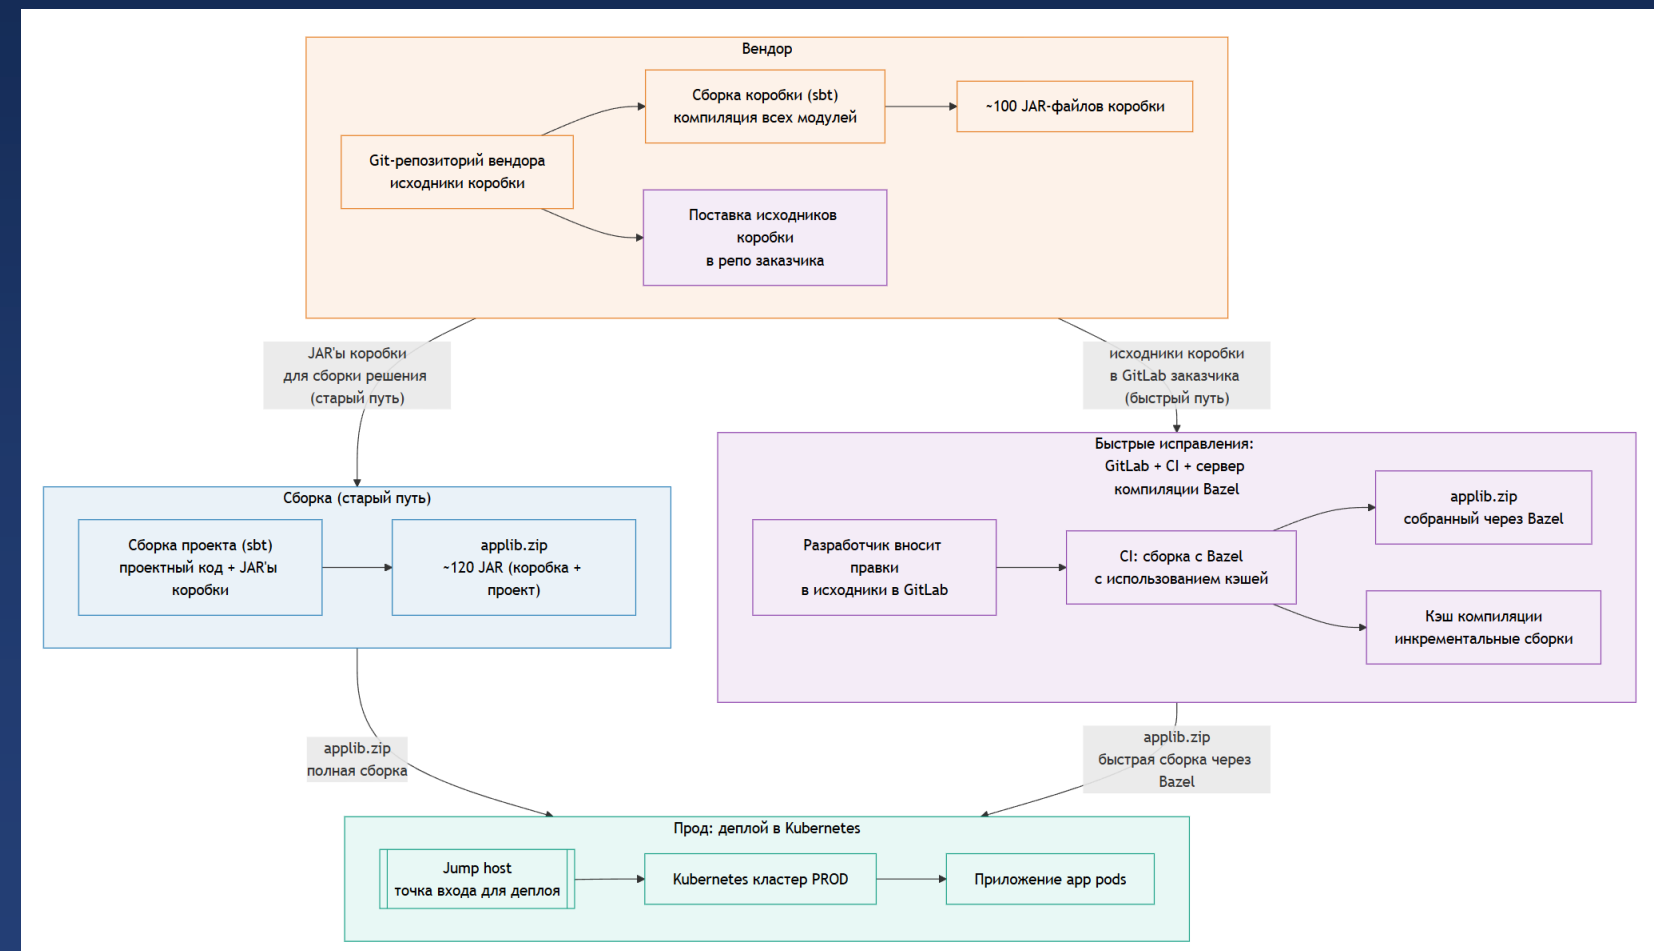 Вендор
Сборка коробки (sbt)
компиляция всех модулей
~100 JAR-файлов коробки
Git-репозиторий вендора
исходники коробки
Поставка исходников
коробки
в репо заказчика
JAR'ы коробки
для сборки решения
(старый путь)
исходники коробки
в GitLab заказчика
(быстрый путь)
Сборка (старый путь)
Сборка проекта (sbt)
проектный код + JAR'ы
коробки
applib.zip
~120 JAR (коробка +
проект)
Быстрые исправления:
GitLab + CI + сервер
компиляции Bazel
Разработчик вносит
правки
в исходники в GitLab
CI: сборка с Bazel
с использованием кэшей
applib.zip
собранный через Bazel
Кэш компиляции
инкрементальные сборки
applib.zip
полная сборка
applib.zip
быстрая сборка через
Bazel
Прод: деплой в Kubernetes
Jump host
точка входа для деплоя
Kubernetes кластер PROD
Приложение app pods